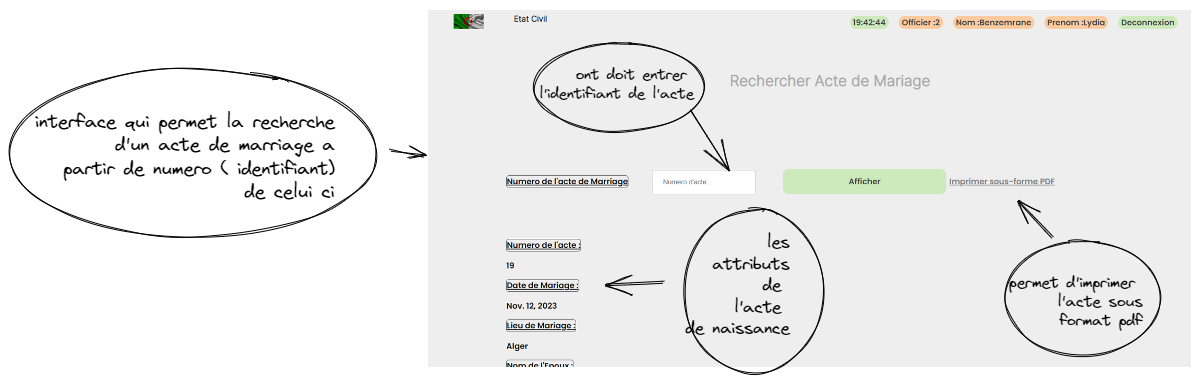 Etat Civil
19:42:44
Officier :2
Nom :Benzemrane
Prenom :Lydia
Deconnexion
ont doit entrer
l'identifiant de l'acte
Rechercher Acte de Mariage
interface qui permet la recherche
d'un acte de marriage a
partir de numero ( identifiant)
de celui ci
Numero de l'acte de Marriage
Numero d'acte
Afficher
Imprimer sous-forme PDF
Numero de l'acte :
19
Date de Mariage :
Nov. 12, 2023
Lieu de Mariage :
Alger
Nom de l'Epoux :
les
attributs
de
l'acte
de naissance
permet d'imprimer
l'acte sous
format pdf